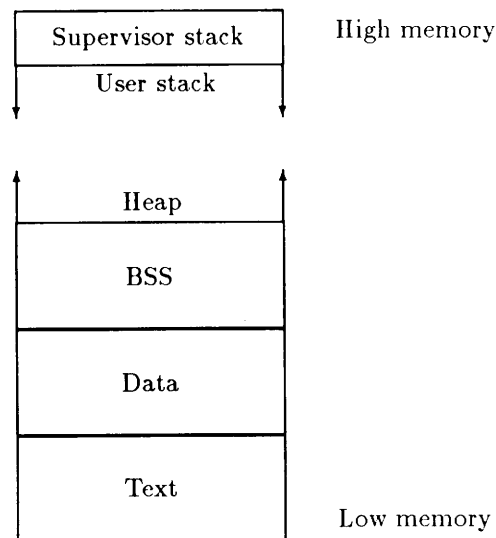 Supervisor stack
High memory
User stack
Heap
BSS
Data
Text
Low memory